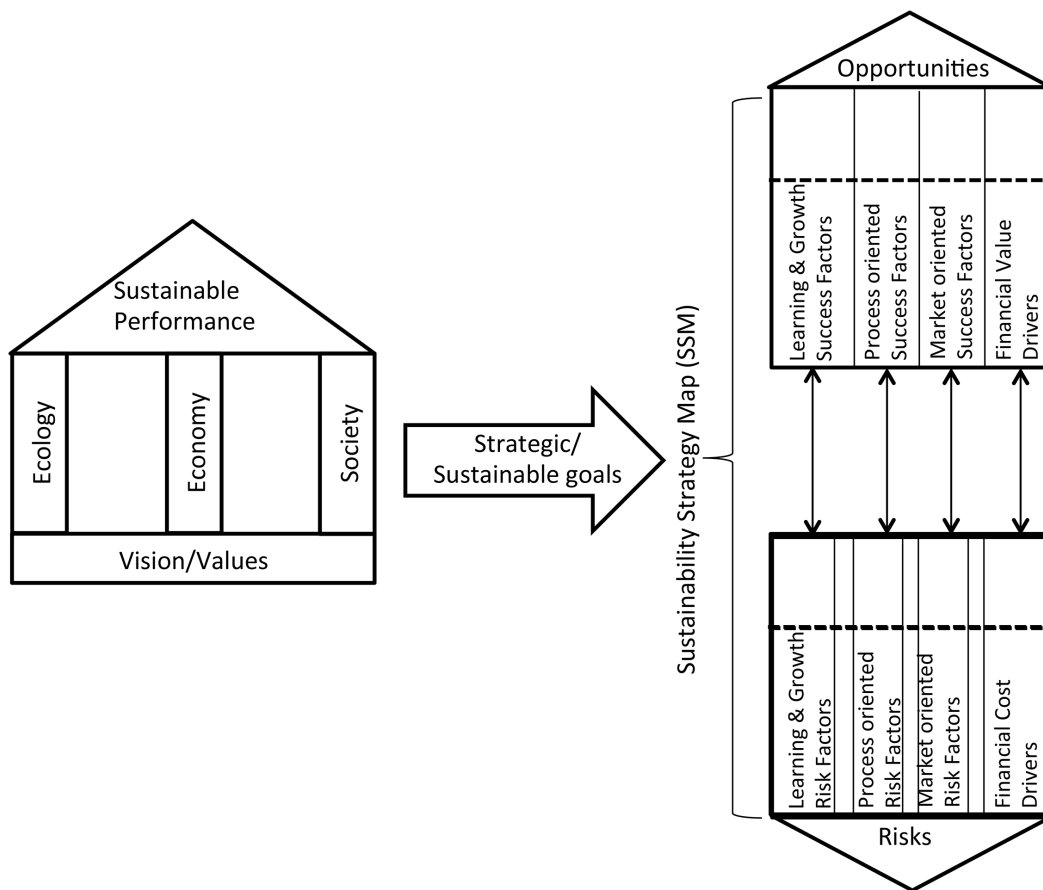 Sustainable
Performance
Ecology
Economy
Society
Vision/Values
Strategic/
Sustainable goals
Sustainability Strategy Map (SSM)
Opportunities
Learning & Growth
Success Factors
Process oriented
Success Factors
Market oriented
Success Factors
Financial Value
Drivers
Learning & Growth
Risk Factors
Process oriented
Risk Factors
Market oriented
Risk Factors
Financial Cost
Drivers
Risks